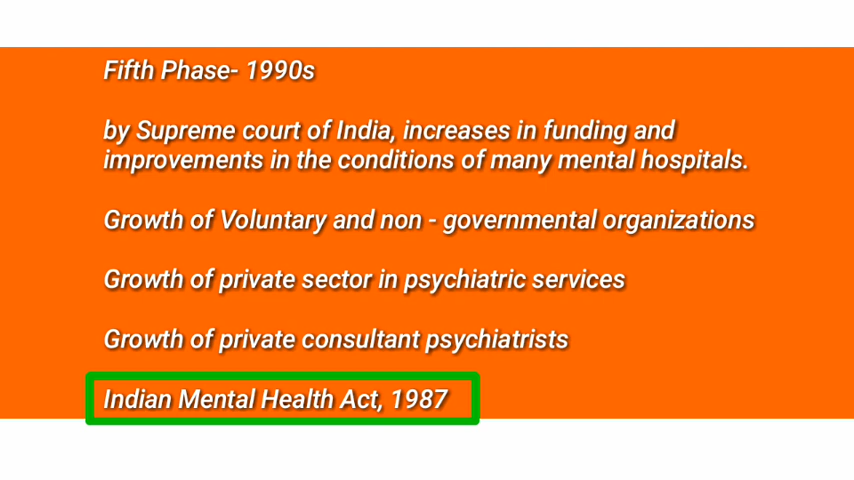 Fifth Phase- 1990s
by Supreme court of India, increases in funding and
improvements in the conditions of many mental hospitals.
Growth of Voluntary and non - governmental organizations
Growth of private sector in psychiatric services
Growth of private consultant psychiatrists
Indian Mental Health Act, 1987